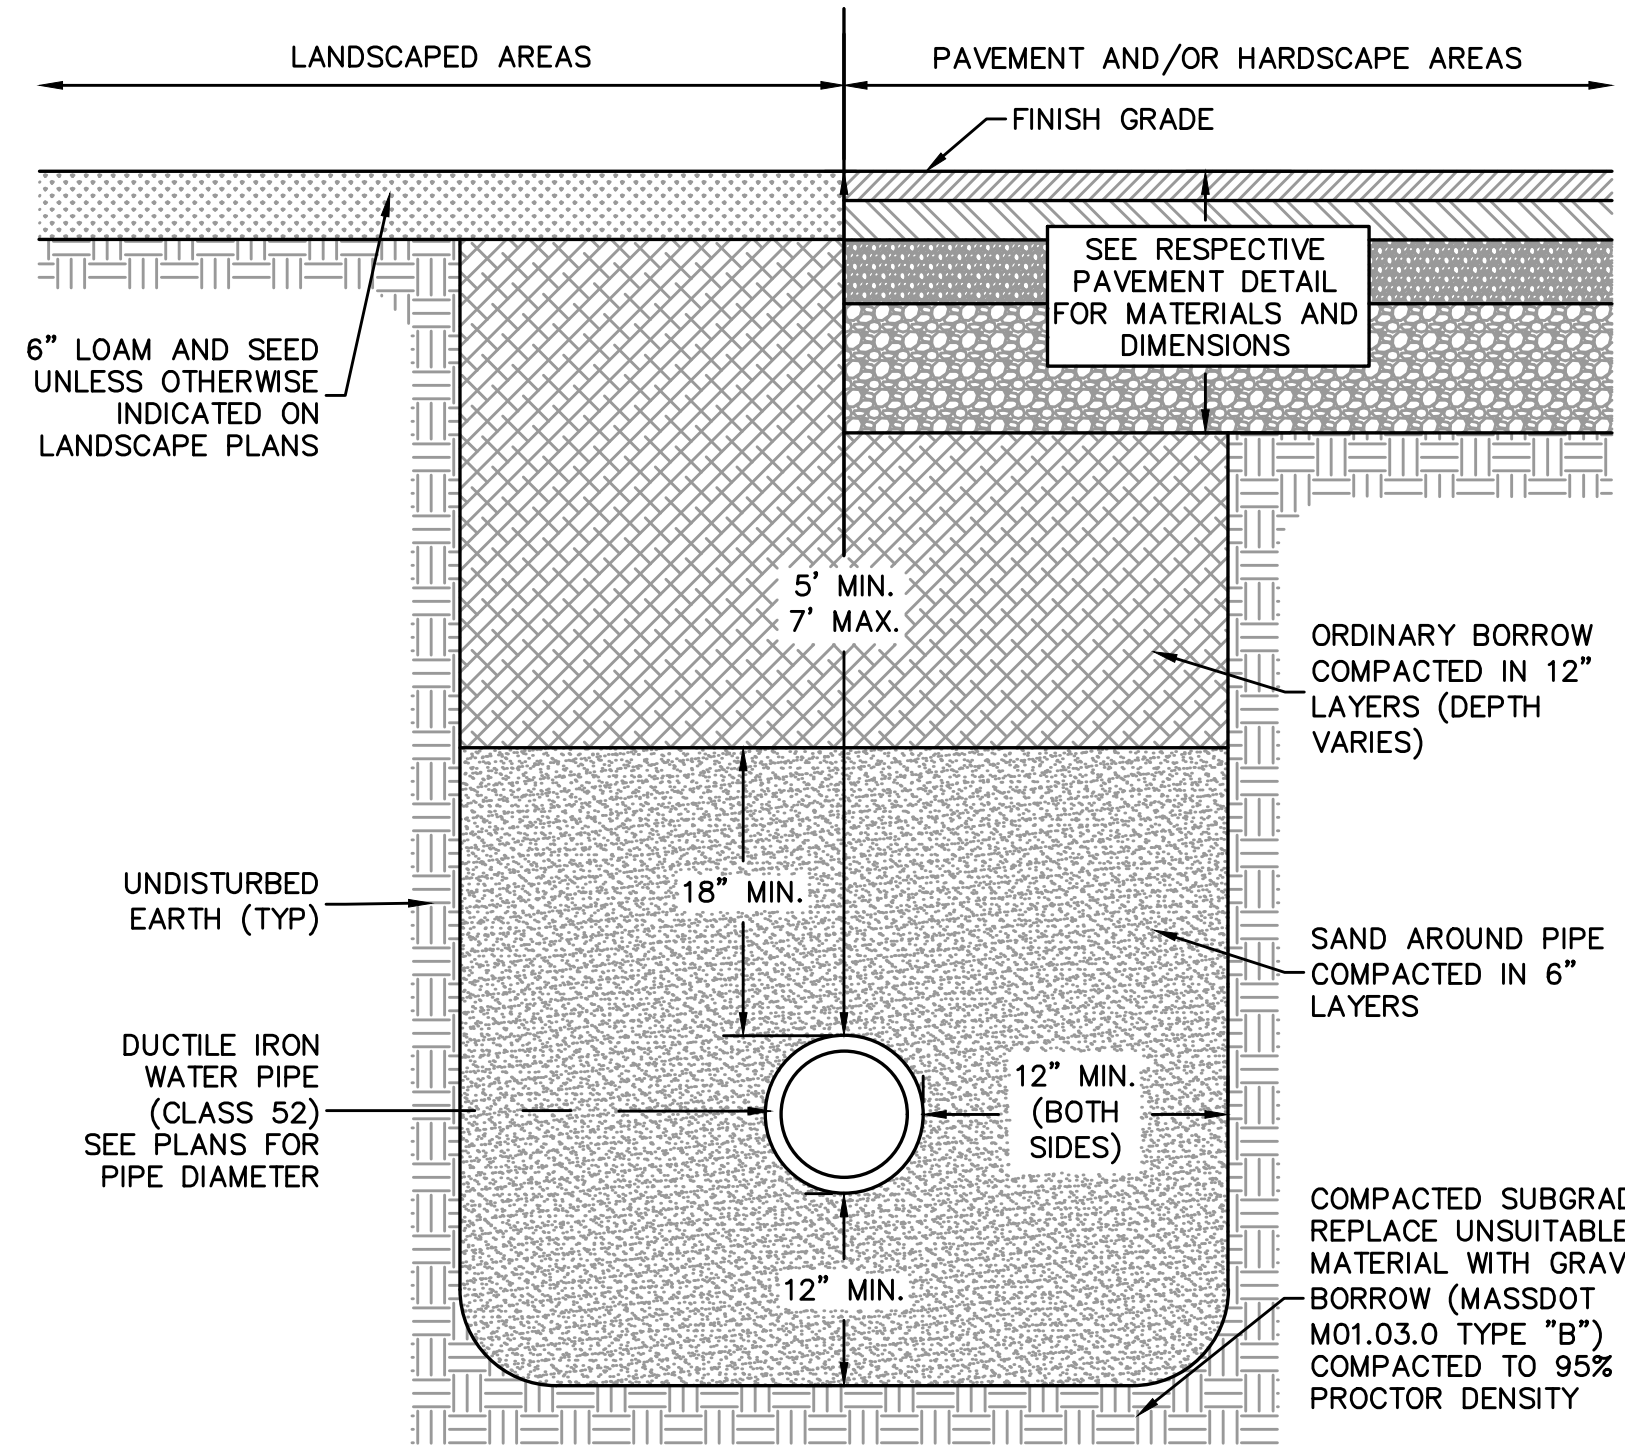 LANDSCAPED AREAS
PAVEMENT AND/OR HARDSCAPE AREAS
FINISH GRADE
SEE RESPECTIVE
PAVEMENT DETAIL
FOR MATERIALS AND
DIMENSIONS
6” LOAM AND SEED
UNLESS OTHERWISE
INDICATED ON
LANDSCAPE PLANS
5’ MIN.
7’ MAX.
ORDINARY BORROW
COMPACTED IN 12”
LAYERS (DEPTH
VARIES)
18” MIN.
UNDISTURBED
EARTH (TYP)
SAND AROUND PIPE
COMPACTED IN 6”
LAYERS
DUCTILE IRON
WATER PIPE
(CLASS 52)
SEE PLANS FOR
PIPE DIAMETER
12” MIN.
(BOTH
SIDES)
12” MIN.
COMPACTED
REPLACE UNSUITABLE
MATERIAL WITH
BORROW (MASSDOT
M01.03.0 TYPE "B")
COMPACTED TO 95%
PROCTOR DENSITY